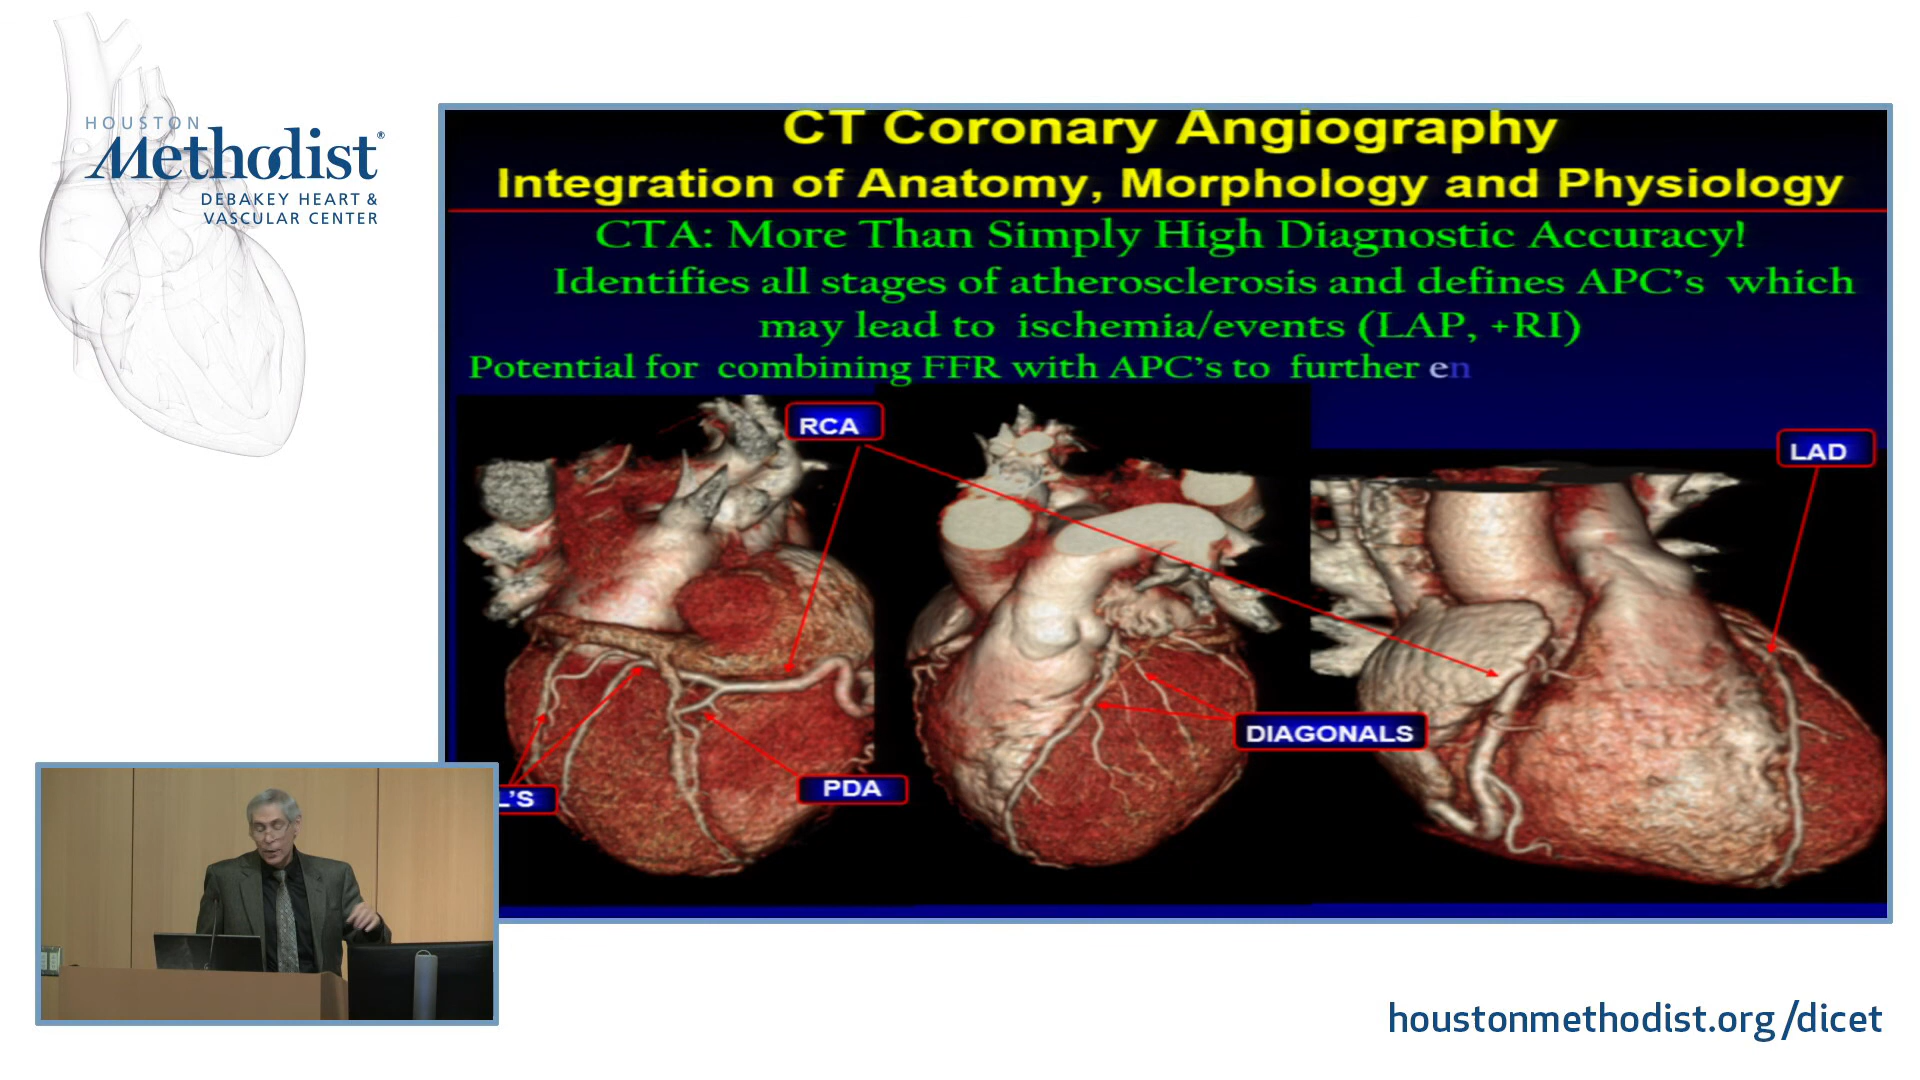 HOUSTON
Methodist®
DEBAKEY HEART &
VASCULAR CENTER
CT Coronary Angiography
Integration of Anatomy, Morphology and Physiology
CTA: More Than Simply High Diagnostic Accuracy!
Identifies all stages of atherosclerosis and defines APC's which
may lead to ischemia/events (LAP, +RI)
Potential for combining FFR with APC's to further en
RCA
LAD
DIAGONALS
PDA
L'S
houstonmethodist.org/dicet